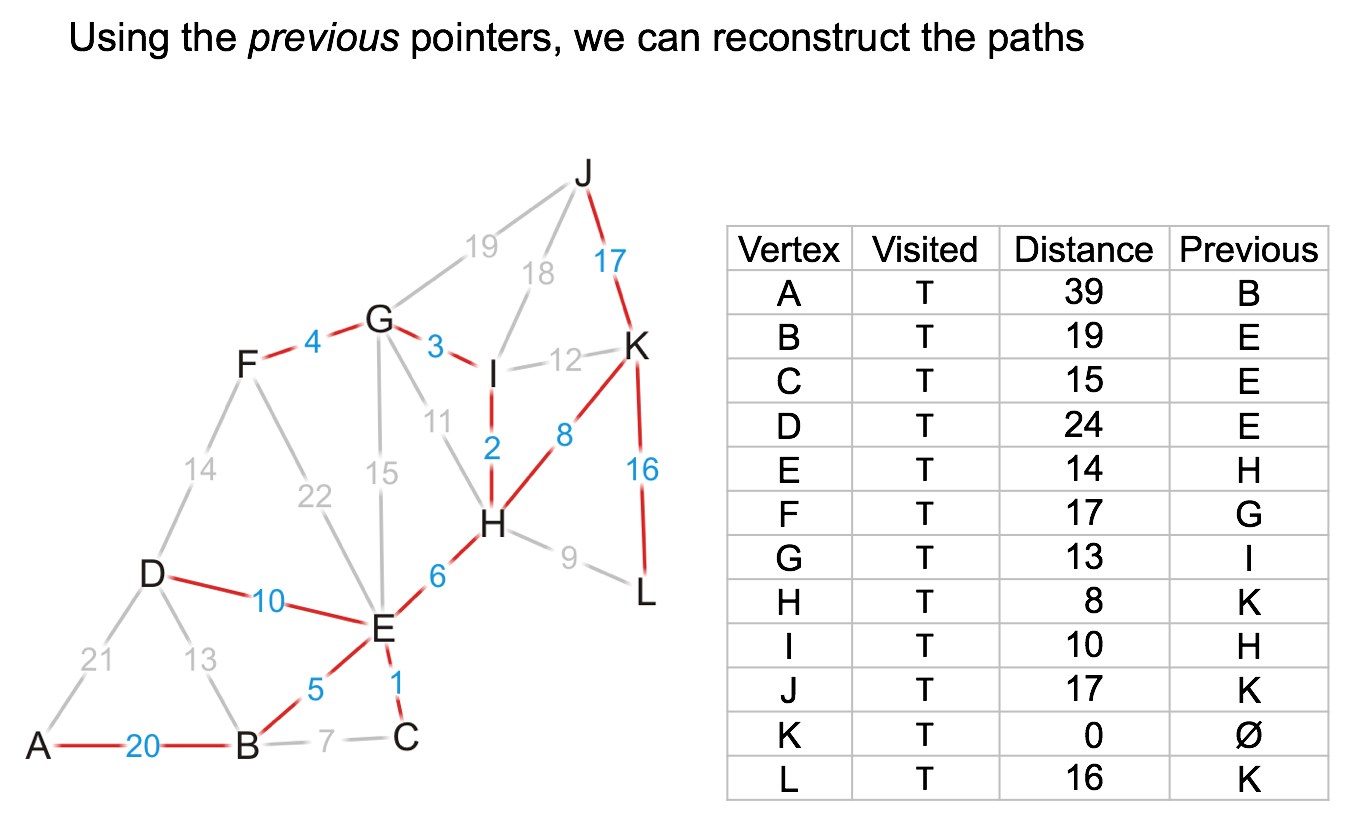 Using the previous pointers, we can reconstruct the paths
J
19
18
17
G
4
3
K
F
I
12
11
2
8
14
15
16
22
H
9
D
6
L
10
E
21
13
5
1
A
20
B
7
C
Vertex Visited Distance Previous
A T 39 B
B T 19 E
C T 15 E
D T 24 E
E T 14 H
F T 17 G
G T 13 I
H T 8 K
I T 10 H
J T 17 K
K T 0 Ø
L T 16 K